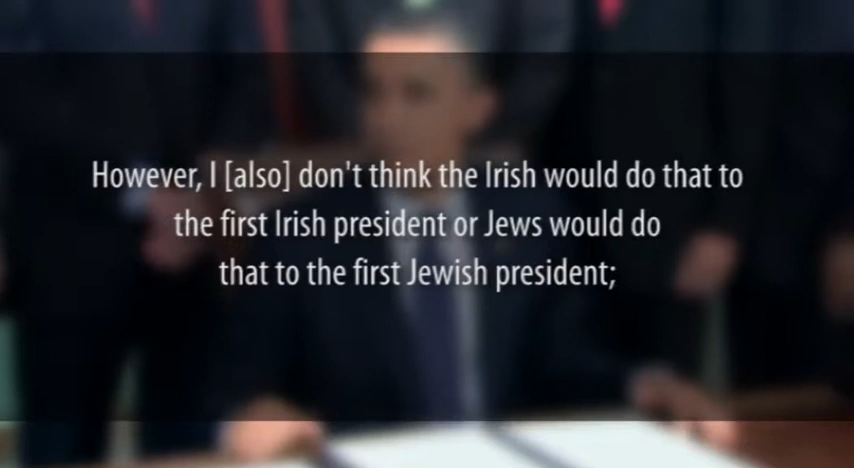 However, I [also] don't think the Irish would do that to
the first Irish president or Jews would do
that to the first Jewish president;